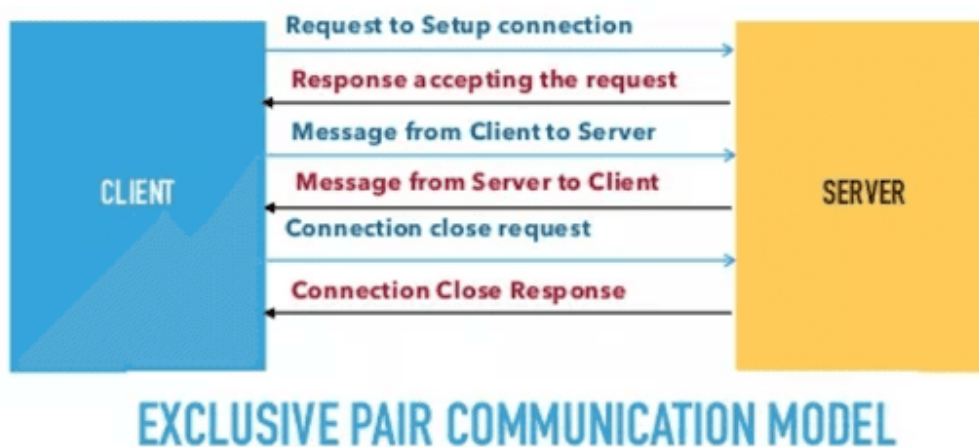 Request to Setup connection
Response accepting the request
Message from Client to Server
CLIENT
Message from Server to Client
SERVER
Connection close request
Connection Close Response
EXCLUSIVE PAIR COMMUNICATION MODEL